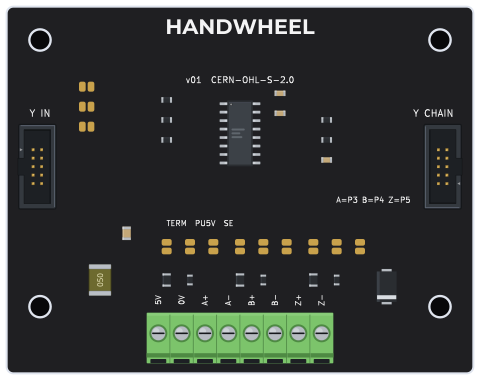 HANDWHEEL
v01 CERN-OHL-S-2.0
Y IN
Y CHAIN
A=P3 B=P4 Z=P5
TERM PU5V SE
050
5V 0V A+ A- B+ B- Z+ Z-